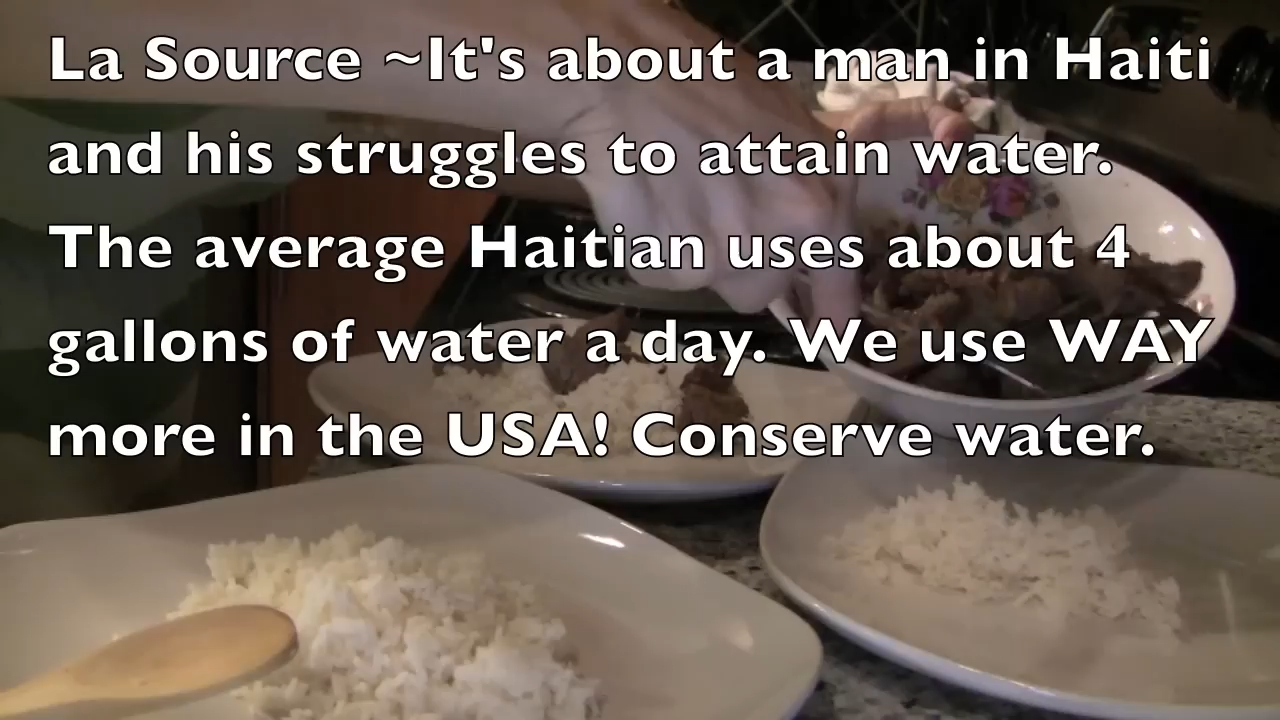 La Source ~It's about a man in Haiti
and his struggles to attain water.
The average Haitian uses about 4
gallons of water a day. We use WAY
more in the USA! Conserve water.